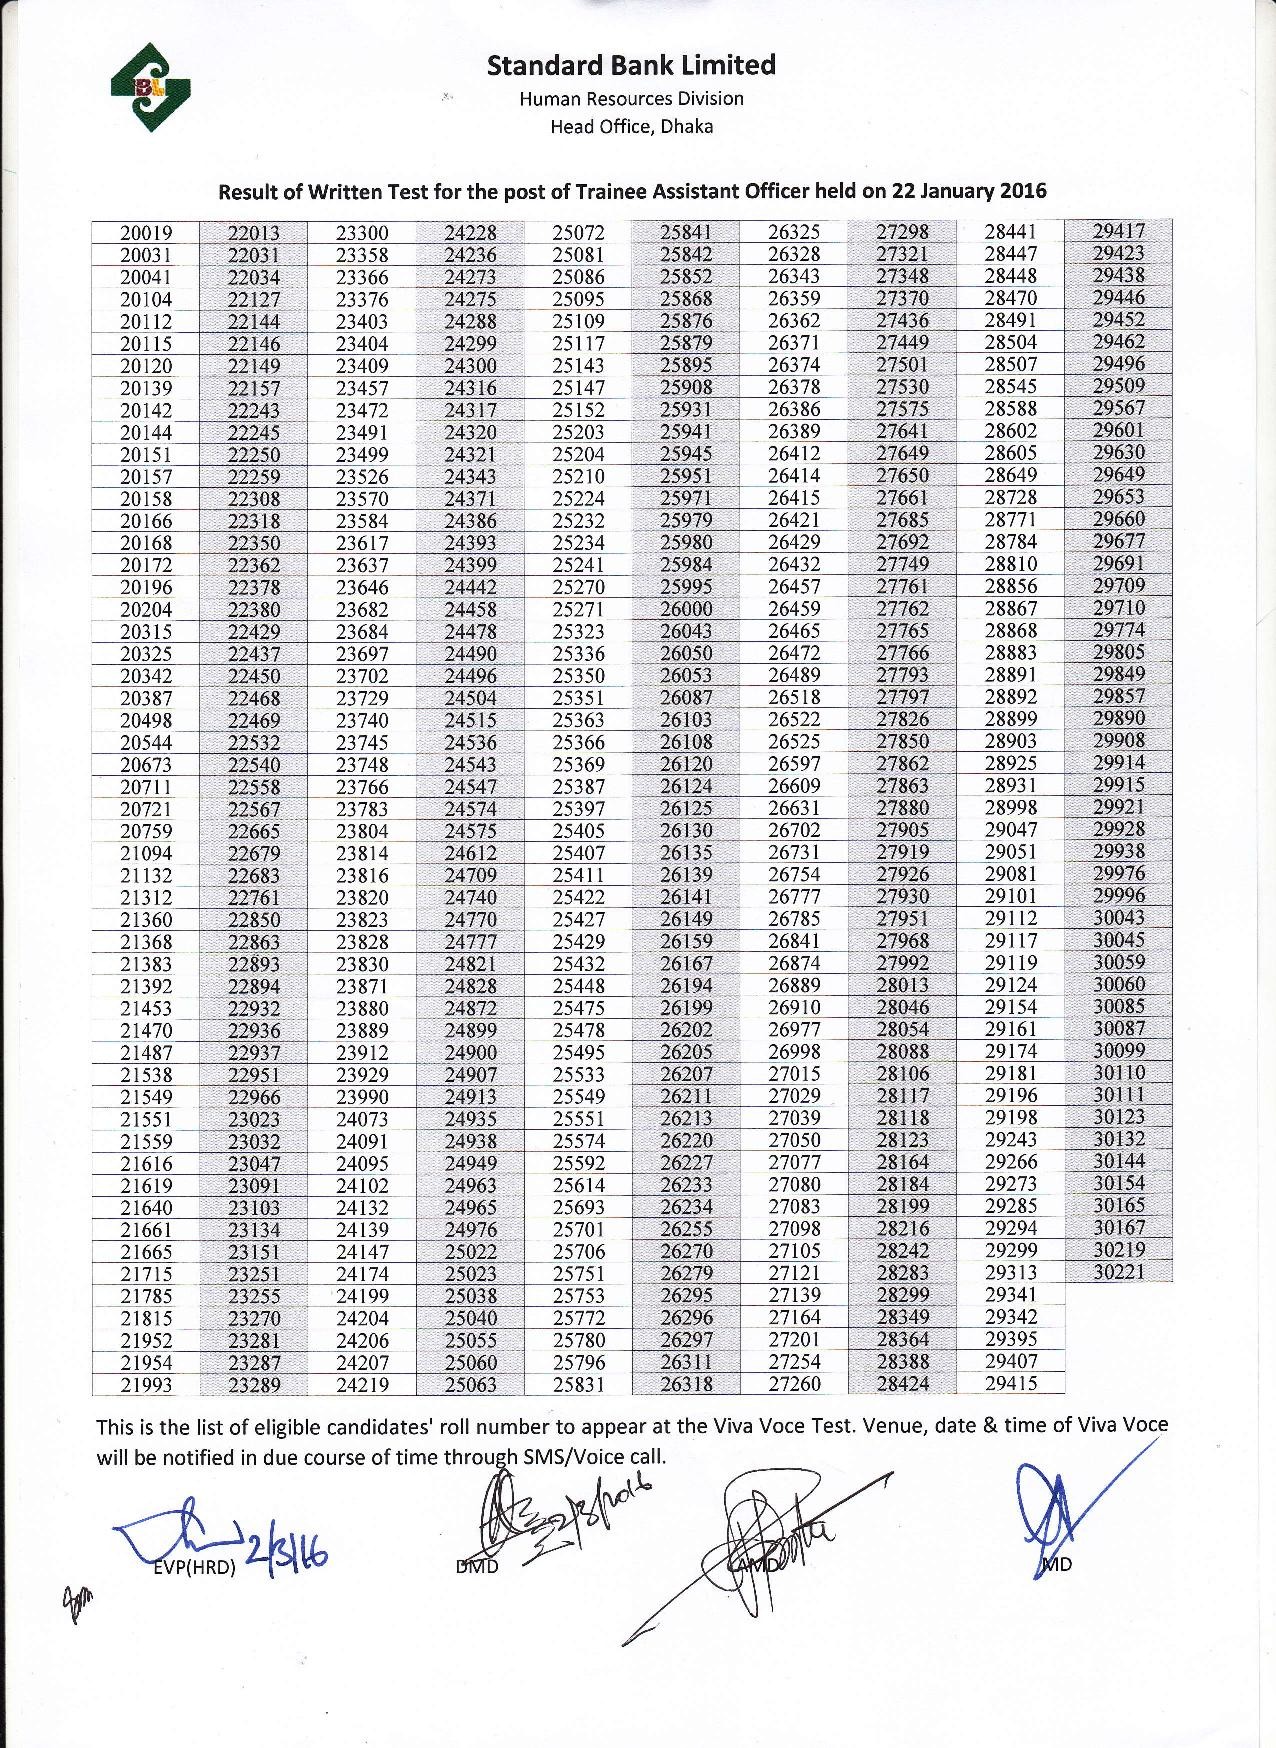 Standard Bank Limited
Human Resources Division
Head Office, Dhaka
Result of Written Test for the post of Trainee Assistant Officer held on 22 January 2016
20019 22013 23300 24228 25072 25841 26325 27298 28441 29417
20031 22031 23358 24236 25081 25842 26328 27321 28447 29423
20041 22034 23366 24273 25086 25852 26343 27348 28448 29438
20104 22127 23376 24275 25095 25868 26359 27370 28470 29446
20112 22144 23403 24288 25109 25876 26362 27436 28491 29452
20115 22146 23404 24299 25117 25879 26371 27449 28504 29462
20120 22149 23409 24300 25143 25895 26374 27501 28507 29496
20139 22157 23457 24316 25147 25908 26378 27530 28545 29509
20142 22243 23472 24317 25152 25931 26386 27575 28588 29567
20144 22245 23491 24320 25203 25941 26389 27641 28602 29601
20151 22250 23499 24321 25204 25945 26412 27649 28605 29630
20157 22259 23526 24343 25210 25951 26414 27650 28649 29649
20158 22308 23570 24371 25224 25971 26415 27661 28728 29653
20166 22318 23584 24386 25232 25979 26421 27685 28771 29660
20168 22350 23617 24393 25234 25980 26429 27692 28784 29677
20172 22362 23637 24399 25241 25984 26432 27749 28810 29691
20196 22378 23646 24442 25270 25995 26457 27761 28856 29709
20204 22380 23682 24458 25271 26000 26459 27762 28867 29710
20315 22429 23684 24478 25323 26043 26465 27765 28868 29774
20325 22437 23697 24490 25336 26050 26472 27766 28883 29805
20342 22450 23702 24496 25350 26053 26489 27793 28891 29849
20387 22468 23729 24504 25351 26087 26518 27797 28892 29857
20498 22469 23740 24515 25363 26103 26522 27826 28899 29890
20544 22532 23745 24536 25366 26108 26525 27850 28903 29908
20673 22540 23748 24543 25369 26120 26597 27862 28925 29914
20711 22558 23766 24547 25387 26124 26609 27863 28931 29915
20721 22567 23783 24574 25397 26125 26631 27880 28998 29921
20759 22665 23804 24575 25405 26130 26702 27905 29047 29928
21094 22679 23814 24612 25407 26135 26731 27919 29051 29938
21132 22683 23816 24709 25411 26139 26754 27926 29081 29976
21312 22761 23820 24740 25422 26141 26777 27930 29101 29996
21360 22850 23823 24770 25427 26149 26785 27951 29112 30043
21368 22863 23828 24777 25429 26159 26841 27968 29117 30045
21383 22893 23830 24821 25432 26167 26874 27992 29119 30059
21392 22894 23871 24828 25448 26194 26889 28013 29124 30060
21453 22932 23880 24872 25475 26199 26910 28046 29154 30085
21470 22936 23889 24899 25478 26202 26977 28054 29161 30087
21487 22937 23912 24900 25495 26205 26998 28088 29174 30099
21538 22951 23929 24907 25533 26207 27015 28106 29181 30110
21549 22966 23990 24913 25549 26211 27029 28117 29196 30111
21551 23023 24073 24935 25551 26213 27039 28118 29198 30123
21559 23032 24091 24938 25574 26220 27050 28123 29243 30132
21616 23047 24095 24949 25592 26227 27077 28164 29266 30144
21619 23091 24102 24963 25614 26233 27080 28184 29273 30154
21640 23103 24132 24965 25693 26234 27083 28199 29285 30165
21661 23134 24139 24976 25701 26255 27098 28216 29294 30167
21665 23151 24147 25022 25706 26270 27105 28242 29299 30219
21715 23251 24174 25023 25751 26279 27121 28283 29313 30221
21785 23255 24199 25038 25753 26295 27139 28299 29341
21815 23270 24204 25040 25772 26296 27164 28349 29342
21952 23281 24206 25055 25780 26297 27201 28364 29395
21954 23287 24207 25060 25796 26311 27254 28388 29407
21993 23289 24219 25063 25831 26318 27260 28424 29415
This is the list of eligible candidates' roll number to appear at the Viva Voce Test. Venue, date & time of Viva Voce
will be notified in due course of time through SMS/Voice call.
2/3/16
EVP(HRD) DMD AMD MD